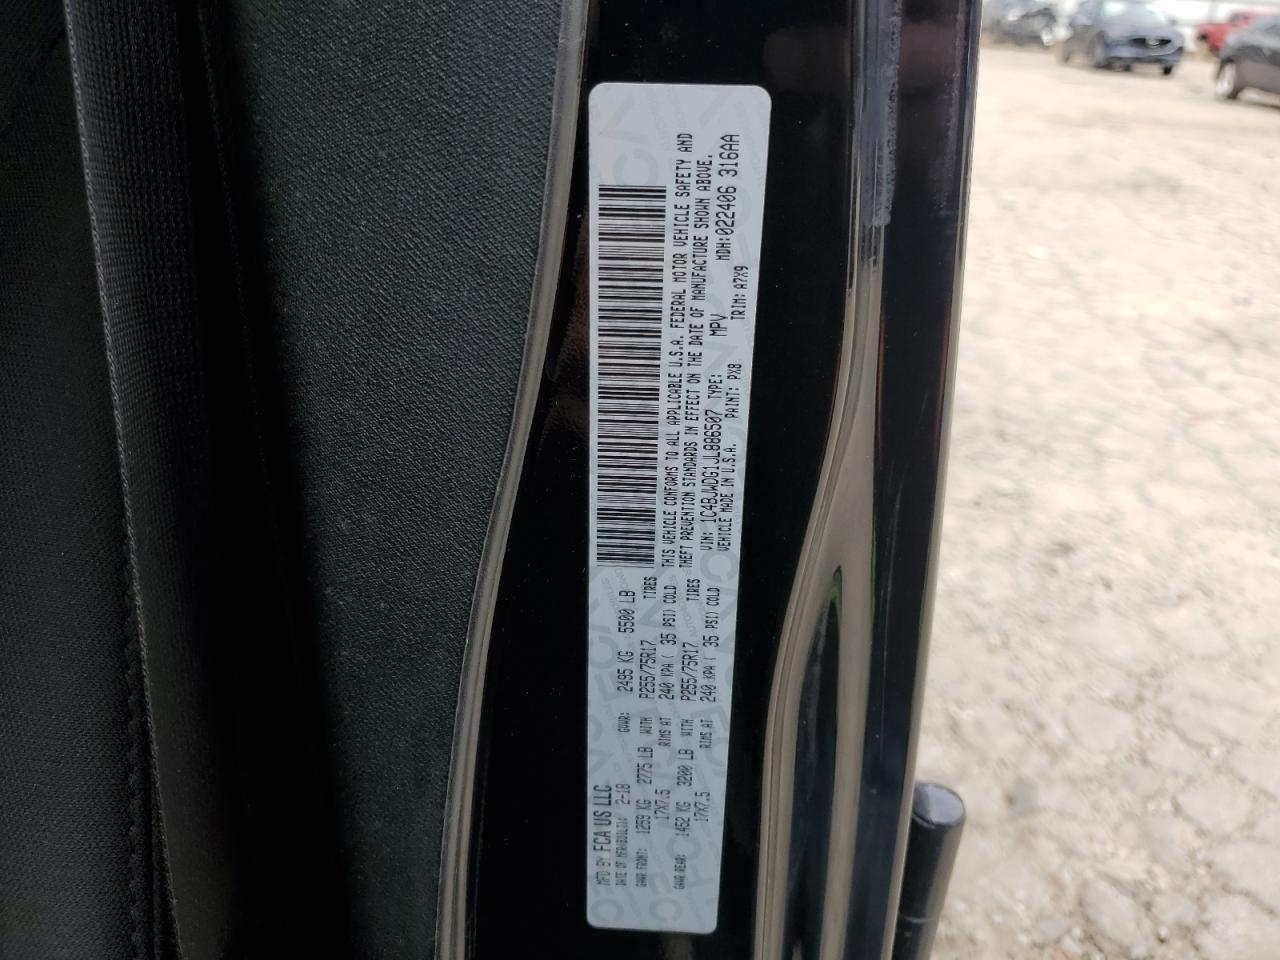 MFD BY FCA US LLC
DATE OF MFR(BUILT): 2-18 GVWR: 2495 KG 5500 LB
GAWR FRONT: 1259 KG 2775 LB WITH P255/75R17 TIRES
17X7.5 RIMS AT 240 KPA( 35 PSI) COLD
GAWR REAR: 1452 KG 3200 LB WITH P255/75R17 TIRES
17X7.5 RIMS AT 240 KPA( 35 PSI) COLD
THIS VEHICLE CONFORMS TO ALL APPLICABLE U.S.A. FEDERAL MOTOR VEHICLE SAFETY AND
THEFT PREVENTION STANDARDS IN EFFECT ON THE DATE OF MANUFACTURE SHOWN ABOVE.
VIN: 1C4BJWDG1JL886507 TYPE: MPV MDH:022406 316AA
VEHICLE MADE IN U.S.A. PAINT: PX8 TRIM: A7X9